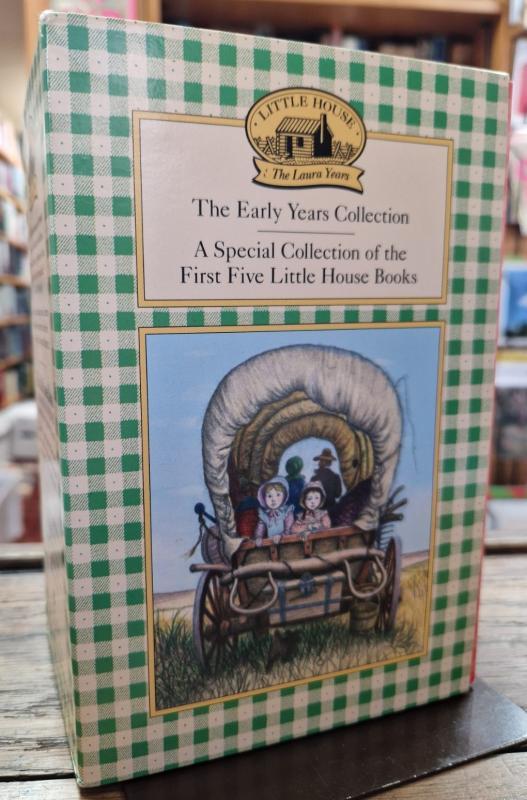 · LITTLE HOUSE ·
The Laura Years
The Early Years Collection
A Special Collection of the
First Five Little House Books